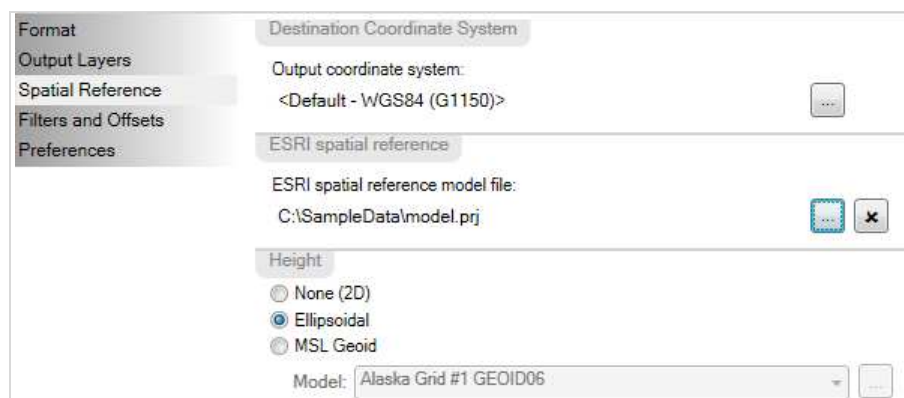 Format
Output Layers
Spatial Reference
Filters and Offsets
Preferences
Destination Coordinate System
Output coordinate system:
<Default - WGS84 (G1150)>
...
ESRI spatial reference
ESRI spatial reference model file:
C:\SampleData\model.prj
...
Height
None (2D)
Ellipsoidal
MSL Geoid
Model: Alaska Grid #1 GEOID06
...